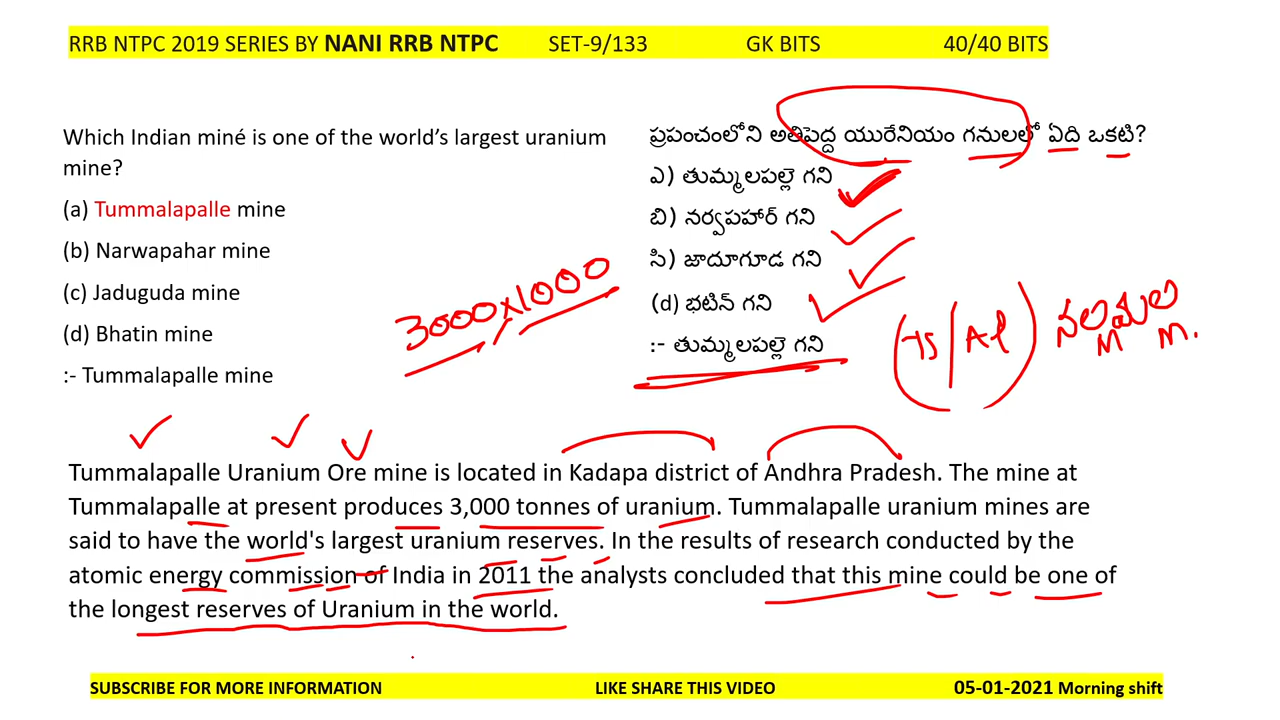 RRB NTPC 2019 SERIES BY NANI RRB NTPC SET-9/133 GK BITS 40/40 BITS
Which Indian miné is one of the world's largest uranium
mine?
(a) Tummalapalle mine
(b) Narwapahar mine
(c) Jaduguda mine
(d) Bhatin mine
:- Tummalapalle mine
3000x1000
ప్రపంచంలోని అతిపెద్ద యురేనియం గనులలో ఏది ఒకటి?
ఎ) తుమ్మలపల్లె గని
బి) నర్వపహార్ గని
సి) జాదూగూడ గని
(d) భటిన్ గని
:- తుమ్మలపల్లె గని
(TS/AP) నలమల
M M.
Tummalapalle Uranium Ore mine is located in Kadapa district of Andhra Pradesh. The mine at
Tummalapalle at present produces 3,000 tonnes of uranium. Tummalapalle uranium mines are
said to have the world's largest uranium reserves. In the results of research conducted by the
atomic energy commission of India in 2011 the analysts concluded that this mine could be one of
the longest reserves of Uranium in the world.
SUBSCRIBE FOR MORE INFORMATION LIKE SHARE THIS VIDEO 05-01-2021 Morning shift